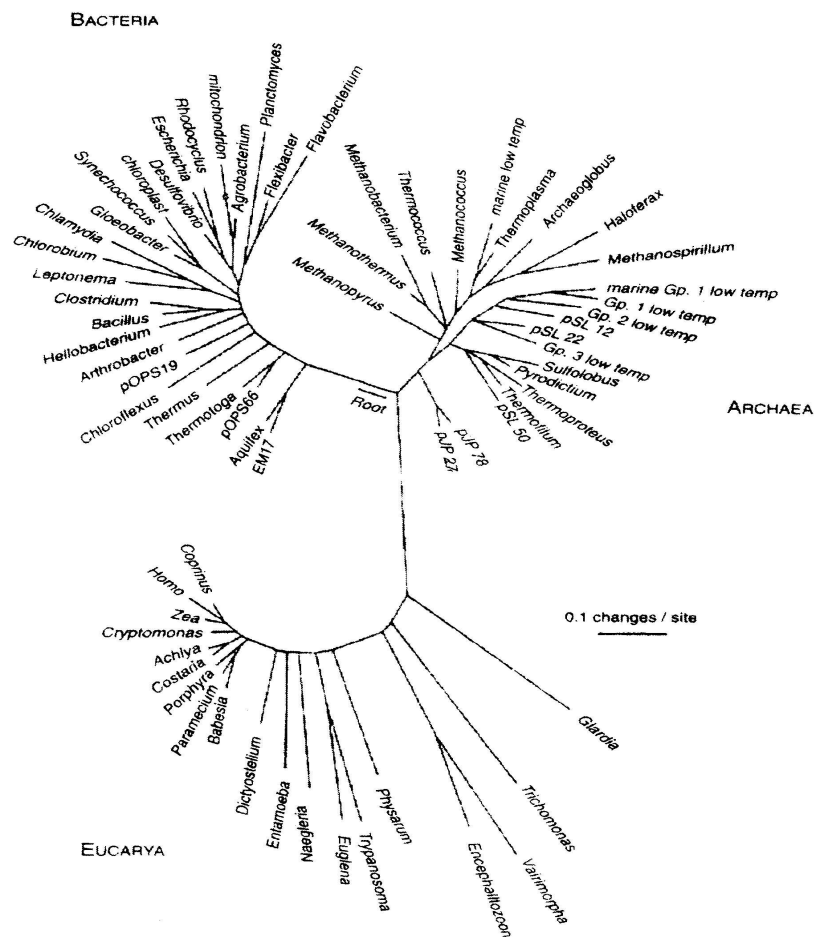 BACTERIA
Planctomyces
Flavobacterium
mitochondrion
Rhodocyclus
Escherichia
Desulfovibrio
Agrobacterium
Flexibacter
chloroplast
Synechococcus
Gloeobacter
Chlamydia
Chlorobium
Leptonema
Clostridium
Bacillus
Heliobacterium
Arthrobacter
pOPS19
Chloroflexus
Thermus
Thermotoga
pOPS66
Aquifex
EM17
Root
Methanopyrus
Methanothermus
Methanobacterium
Thermococcus
Methanococcus
marine low temp
Thermoplasma
Archaeoglobus
Haloferax
Methanospirillum
marine Gp. 1 low temp
Gp. 1 low temp
Gp. 2 low temp
pSL 12
pSL 22
Gp. 3 low temp
Sulfolobus
Pyrodictium
Thermoproteus
Thermofilum
pSL 50
pJP 78
pJP 27
ARCHAEA
0.1 changes / site
Coprinus
Homo
Zea
Cryptomonas
Achlya
Costaria
Porphyra
Paramecium
Babesia
Dictyostelium
Entamoeba
Naegleria
Euglena
Trypanosoma
Physarum
Encephalitozoon
Vairimorpha
Trichomonas
Giardia
EUCARYA